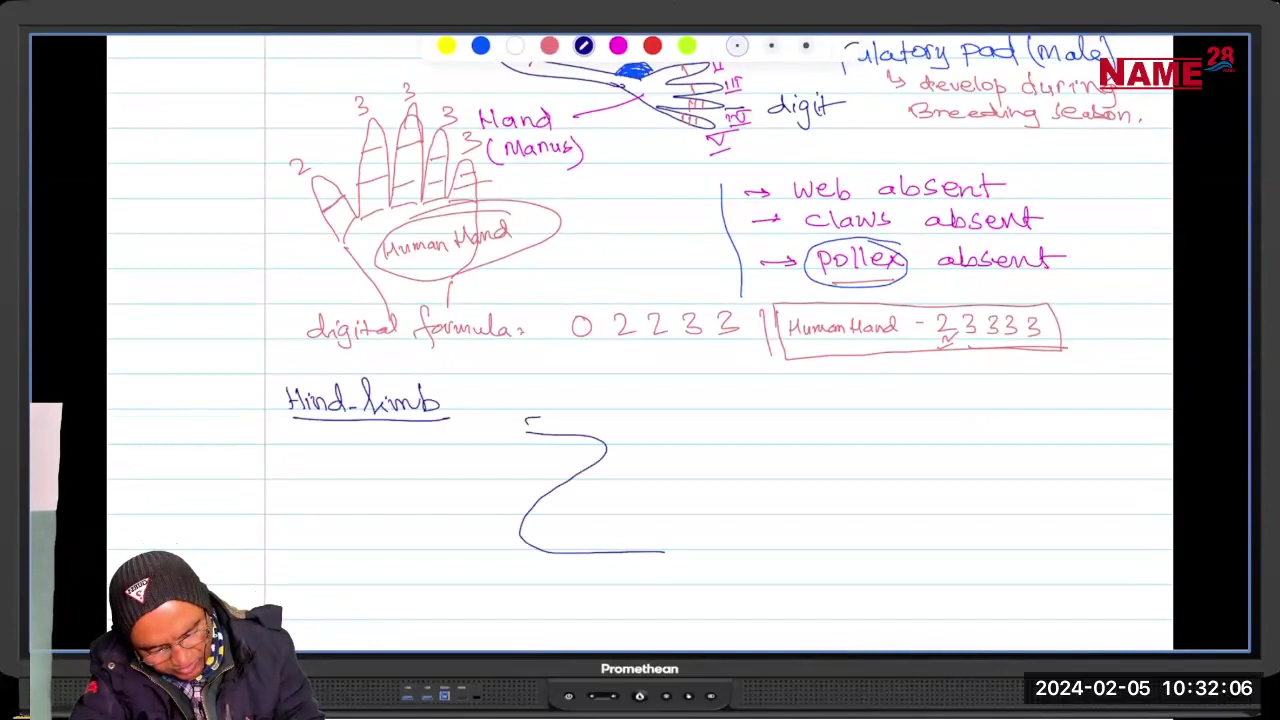 ulatory pad (Male)
NAME 28
↳ develop during
Breeding season.
II
III
IV
V
digit
Hand
(Manus)
3
3
3
3
2
Human Hand
→ web absent
→ claws absent
→ pollex absent
digital formula: 0 2 2 3 3
Human Hand - 2 3 3 3 3
Hind-limb
Promethean
2024-02-05 10:32:06